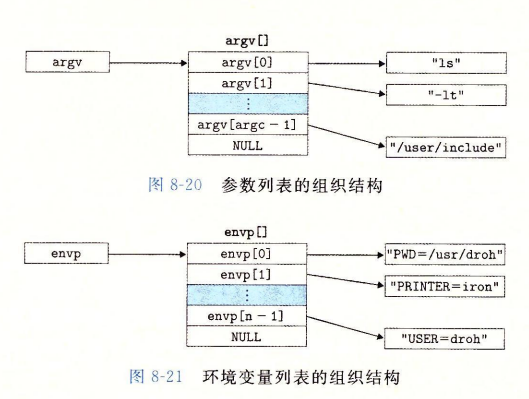 argv[]
argv
argv[0]
"ls"
argv[1]
"-lt"
⋮
argv[argc - 1]
"/user/include"
NULL
图 8-20 参数列表的组织结构
envp[]
envp
envp[0]
"PWD=/usr/droh"
envp[1]
"PRINTER=iron"
⋮
envp[n - 1]
NULL
"USER=droh"
图 8-21 环境变量列表的组织结构